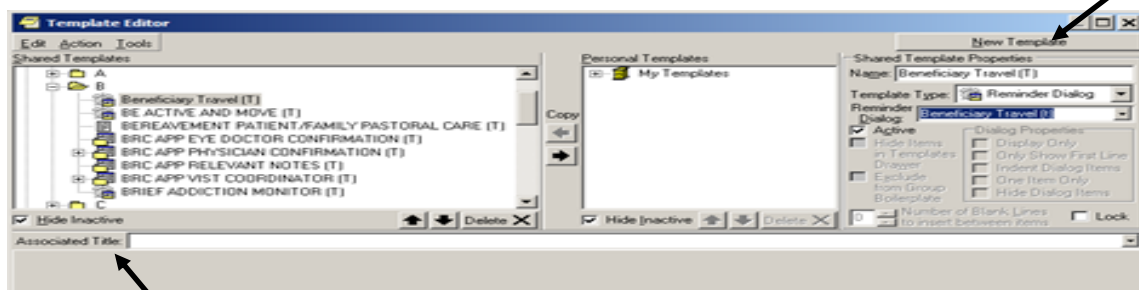 Template Editor
Edit Action Tools
New Template
Shared Templates
A
B
Beneficiary Travel (T)
BE ACTIVE AND MOVE (T)
BEREAVEMENT PATIENT/FAMILY PASTORAL CARE (T)
BRC APP EYE DOCTOR CONFIRMATION (T)
BRC APP PHYSICIAN CONFIRMATION (T)
BRC APP RELEVANT NOTES (T)
BRC APP VIST COORDINATOR (T)
BRIEF ADDICTION MONITOR (T)
C
Hide Inactive
Delete
Copy
Personal Templates
My Templates
Hide Inactive
Delete
Shared Template Properties
Name: Beneficiary Travel (T)
Template Type: Reminder Dialog
Reminder Dialog: Beneficiary Travel (t)
Active
Hide Items
in Templates
Drawer
Exclude
from Group
Boilerplate
Dialog Properties
Display Only
Only Show First Line
Indent Dialog Items
One Item Only
Hide Dialog Items
0 Number of Blank Lines
to insert between items
Lock
Associated Title: